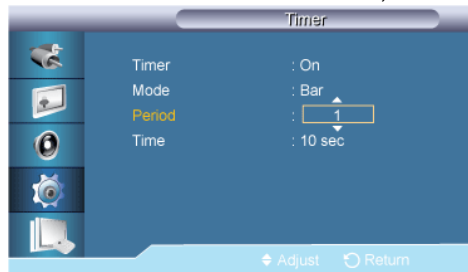 Timer
Timer : On
Mode : Bar
Period : 1
Time : 10 sec
Adjust Return